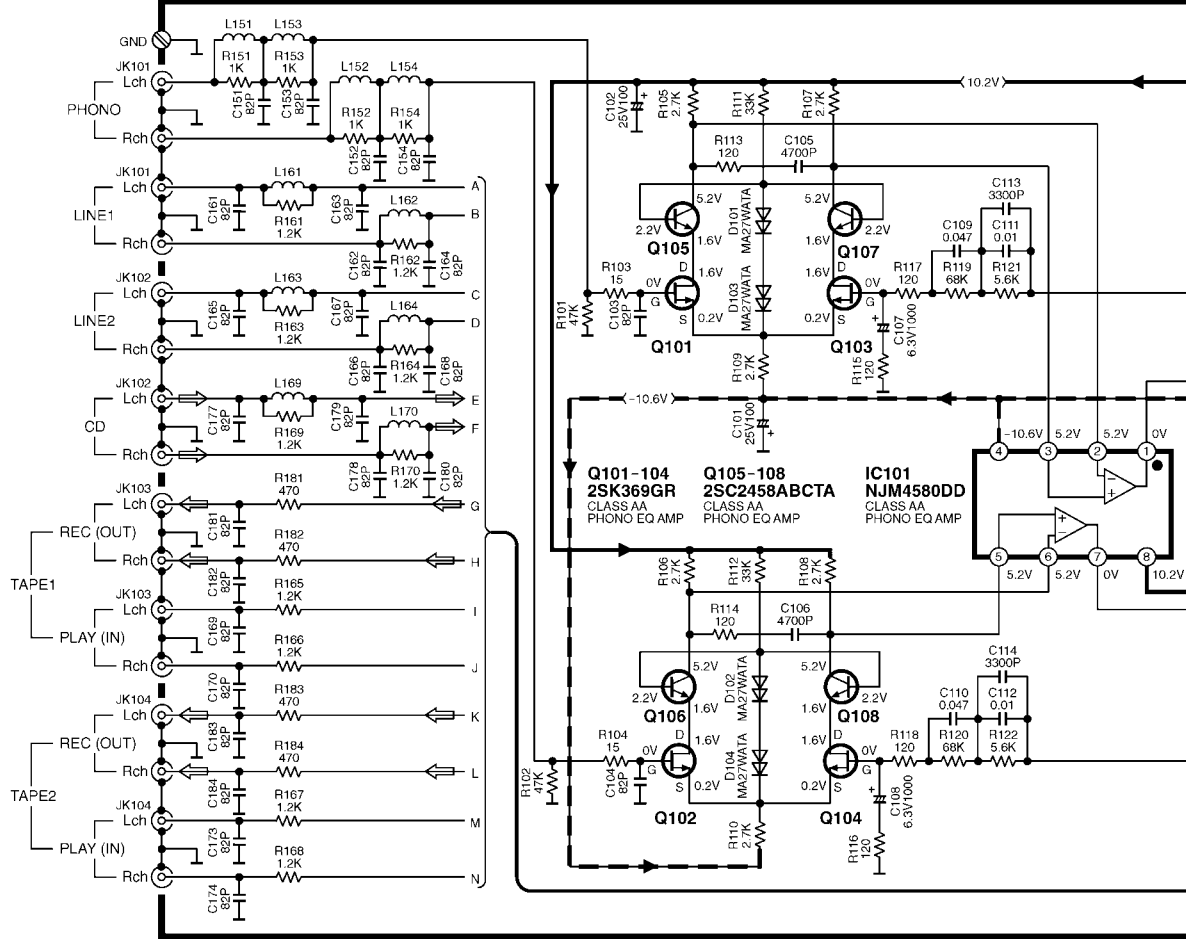 L151 L153
GND
R151 1K R153 1K
L152 L154
JK101
Lch
C151 82P C153 82P
PHONO
R152 1K R154 1K
Rch
C152 82P C154 82P
JK101
Lch
L161
A
C161 82P
R161 1.2K
C163 82P
L162
B
LINE1
Rch
C162 82P
R162 1.2K
C164 82P
JK102
Lch
L163
C
C165 82P
R163 1.2K
C167 82P
L164
D
LINE2
Rch
C166 82P
R164 1.2K
C168 82P
JK102
Lch
L169
E
C177 82P
R169 1.2K
C179 82P
L170
F
CD
Rch
C178 82P
R170 1.2K
C180 82P
JK103
Lch
R181 470
G
C181 82P
REC (OUT)
R182 470
Rch
H
C182 82P
TAPE1
JK103
Lch
R165 1.2K
I
C169 82P
PLAY (IN)
R166 1.2K
Rch
J
C170 82P
JK104
Lch
R183 470
K
C183 82P
REC (OUT)
R184 470
Rch
L
C184 82P
TAPE2
JK104
Lch
R167 1.2K
M
C173 82P
PLAY (IN)
R168 1.2K
Rch
N
C174 82P
C102 25V100 +
R105 2.7K
R111 33K
R107 2.7K
(10.2V)
R113 120
C105 4700P
5.2V 5.2V
2.2V 2.2V
D101 MA27WATA
Q105 Q107
1.6V 1.6V
C113 3300P
C109 0.047
C111 0.01
R103 15
0V
D
1.6V
G
S
0.2V
D103 MA27WATA
1.6V
D
0V
G
S
0.2V
R117 120
R119 68K
R121 5.6K
R101 47K
C103 82P
Q101 Q103
+ C107 6.3V1000
R109 2.7K
R115 120
(-10.6V)
C101 25V100 +
-10.6V 5.2V 5.2V 0V
4 3 2 1
Q101-104
2SK369GR
CLASS AA
PHONO EQ AMP
Q105-108
2SC2458ABCTA
CLASS AA
PHONO EQ AMP
IC101
NJM4580DD
CLASS AA
PHONO EQ AMP
5 6 7 8
5.2V 5.2V 0V 10.2V
R106 2.7K
R112 33K
R108 2.7K
R114 120
C106 4700P
5.2V 5.2V
2.2V 2.2V
D102 MA27WATA
Q106 Q108
1.6V 1.6V
C114 3300P
C110 0.047
C112 0.01
R104 15
0V
D
1.6V
G
S
0.2V
D104 MA27WATA
1.6V
D
0V
G
S
0.2V
R118 120
R120 68K
R122 5.6K
R102 47K
C104 82P
Q102 Q104
+ C108 6.3V1000
R110 2.7K
R116 120